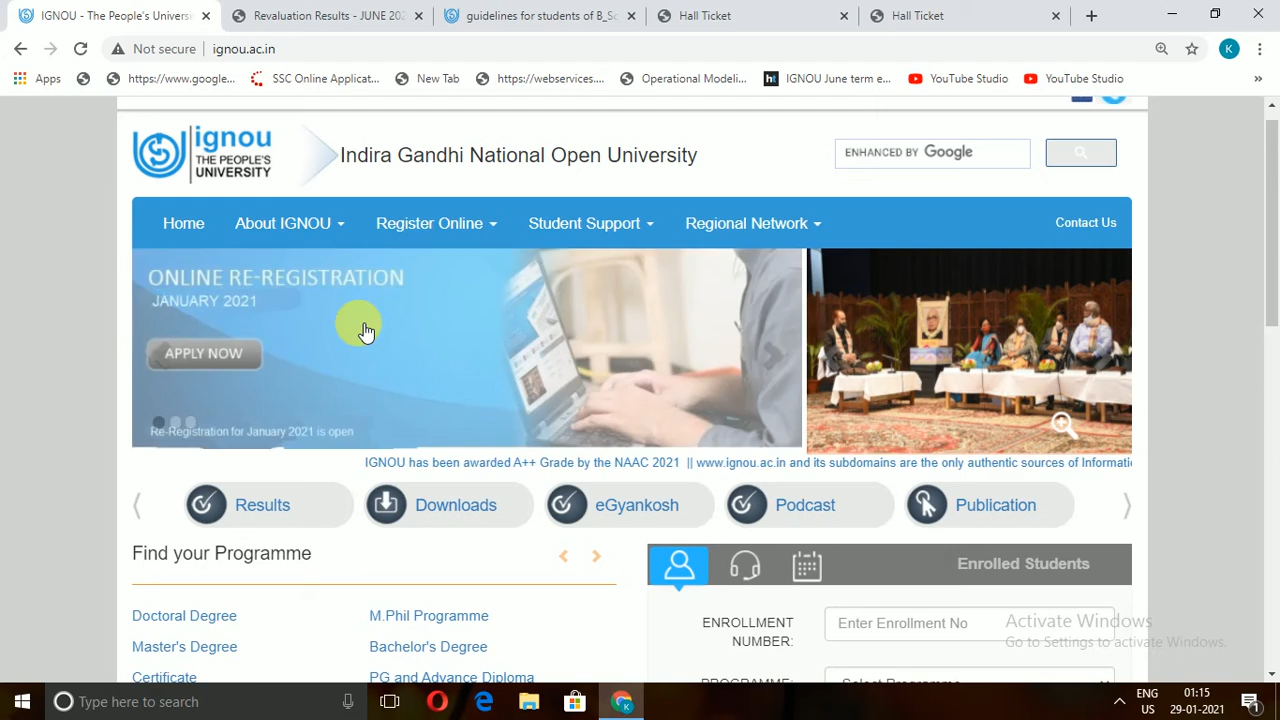 IGNOU - The People's Universi
Revaluation Results - JUNE 202
guidelines for students of B_Sc
Hall Ticket
Hall Ticket
Not secure
ignou.ac.in
K
Apps
https://www.google...
SSC Online Applicat...
New Tab
https://webservices....
Operational Modeli...
ht
IGNOU June term e...
YouTube Studio
YouTube Studio
»
ignou
THE PEOPLE'S
UNIVERSITY
Indira Gandhi National Open University
ENHANCED BY Google
Home
About IGNOU
Register Online
Student Support
Regional Network
Contact Us
ONLINE RE-REGISTRATION
JANUARY 2021
APPLY NOW
Re-Registration for January 2021 is open
IGNOU has been awarded A++ Grade by the NAAC 2021 || www.ignou.ac.in and its subdomains are the only authentic sources of Informati
Results
Downloads
eGyankosh
Podcast
Publication
Find your Programme
Enrolled Students
Doctoral Degree
M.Phil Programme
Master's Degree
Bachelor's Degree
Certificate
PG and Advance Diploma
ENROLLMENT
NUMBER:
Enter Enrollment No
PROGRAMME:
Select Programme
Activate Windows
Go to Settings to activate Windows.
Type here to search
K
ENG
US
01:15
29-01-2021
1